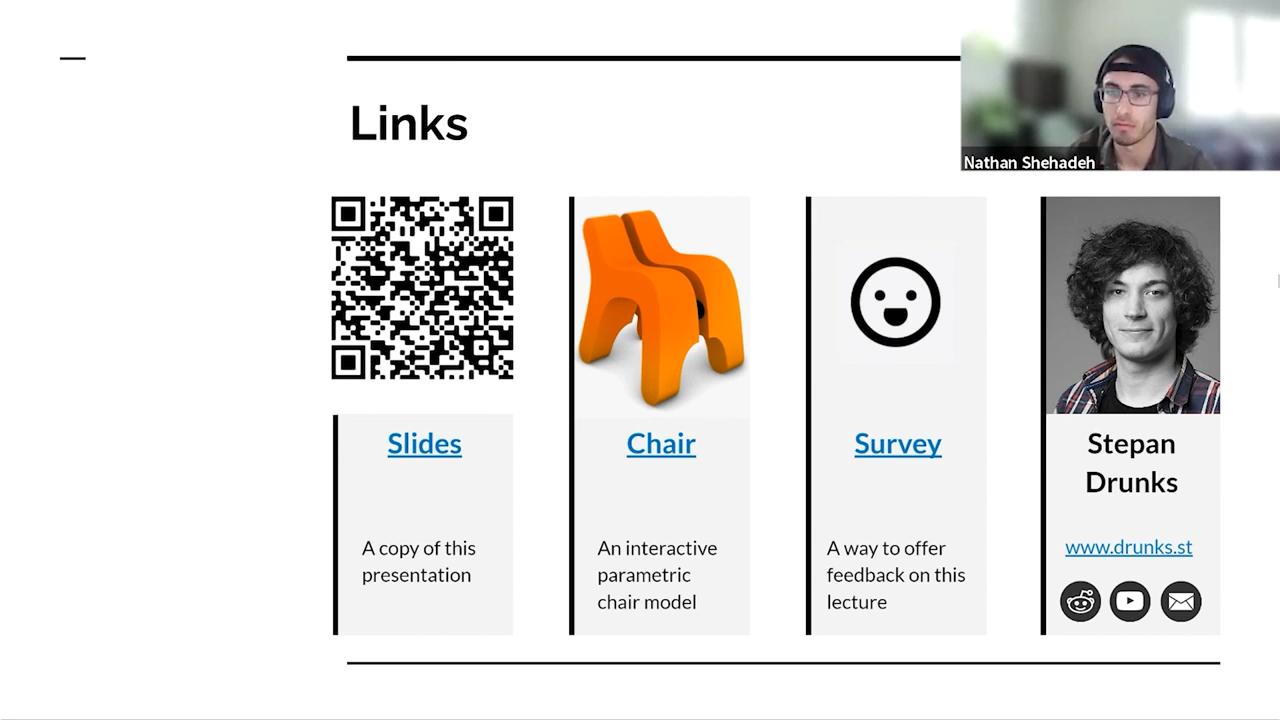 Links
Nathan Shehadeh
Slides
A copy of this
presentation
Chair
An interactive
parametric
chair model
Survey
A way to offer
feedback on this
lecture
Stepan
Drunks
www.drunks.st